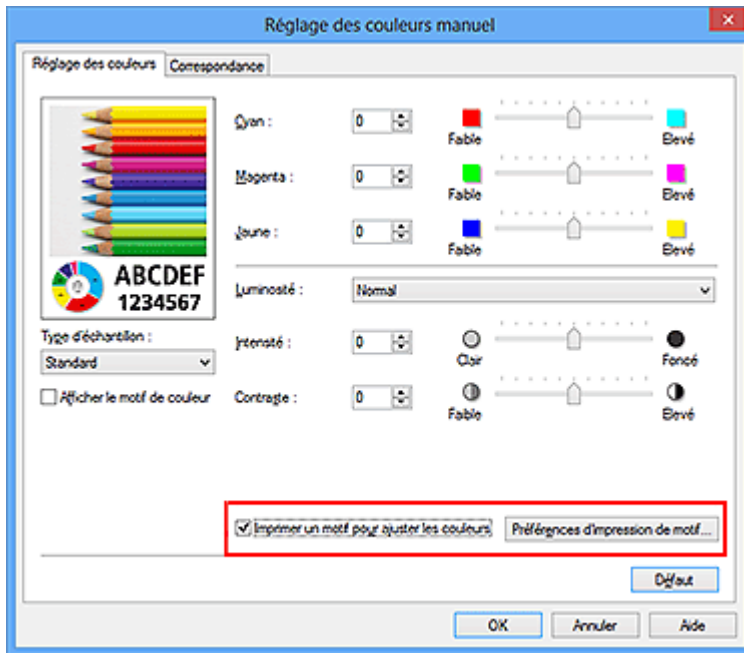 Réglage des couleurs manuel
Réglage des couleurs
Correspondance
ABCDEF
1234567
Type d'échantillon :
Standard
Afficher le motif de couleur
Cyan :
0
Faible
Elevé
Magenta :
0
Faible
Elevé
Jaune :
0
Faible
Elevé
Luminosité :
Normal
Intensité :
0
Clair
Foncé
Contraste :
0
Faible
Elevé
Imprimer un motif pour ajuster les couleurs
Préférences d'impression de motif...
Défaut
OK
Annuler
Aide